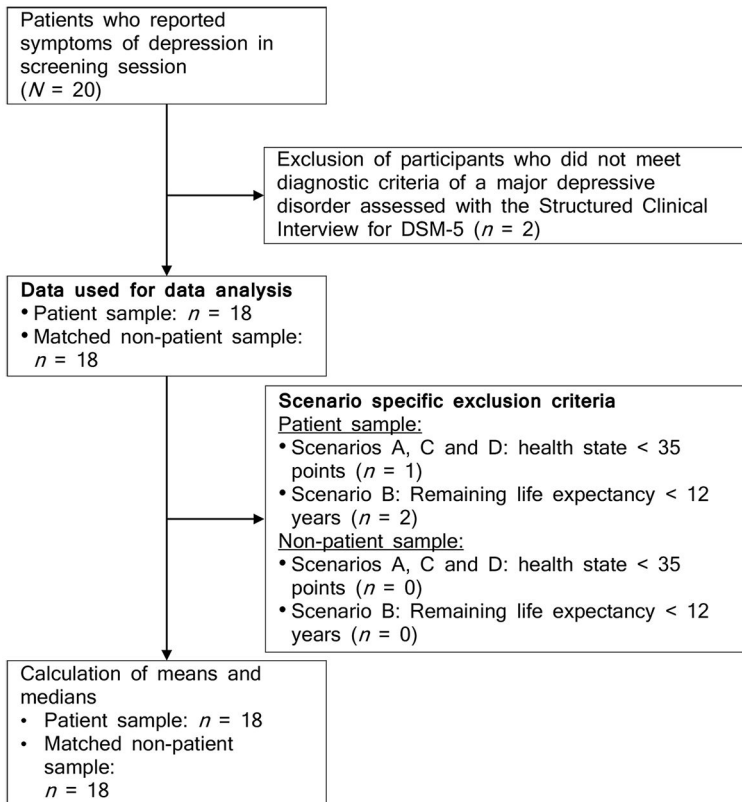 Patients who reported
symptoms of depression in
screening session
(N = 20)
Exclusion of participants who did not meet
diagnostic criteria of a major depressive
disorder assessed with the Structured Clinical
Interview for DSM-5 (n = 2)
Data used for data analysis
• Patient sample: n = 18
• Matched non-patient sample:
n = 18
Scenario specific exclusion criteria
Patient sample:
• Scenarios A, C and D: health state < 35
points (n = 1)
• Scenario B: Remaining life expectancy < 12
years (n = 2)
Non-patient sample:
• Scenarios A, C and D: health state < 35
points (n = 0)
• Scenario B: Remaining life expectancy < 12
years (n = 0)
Calculation of means and
medians
• Patient sample: n = 18
• Matched non-patient
sample:
n = 18